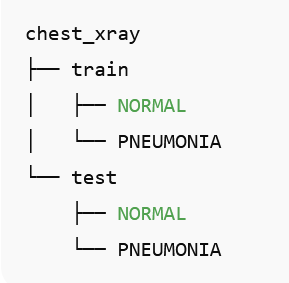 chest_xray
├── train
│   ├── NORMAL
│   └── PNEUMONIA
└── test
    ├── NORMAL
    └── PNEUMONIA